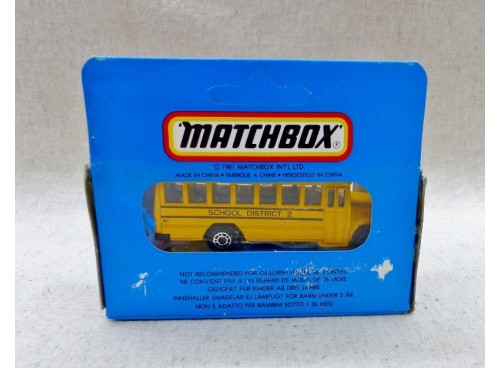 MATCHBOX®
© 1981 MATCHBOX INT'L LTD
MADE IN CHINA • FABRIQUE A CHINE • HERGESTELLT IN CHINA
SCHOOL DISTRICT 2
NOT RECOMMENDED FOR CHILDREN UNDER 36 MONTHS
NE CONVIENT PAS A UN ENFANT DE MOINS DE 36 MOIS
GEEIGNET FÜR KINDER AB DREI JAHRE
INNEHALLER SMADELAR EJ LÄMPLIGT FÖR BARN UNDER 3 ÅR
NON E ADATTO PER BAMBINI SOTTO I 36 MESI